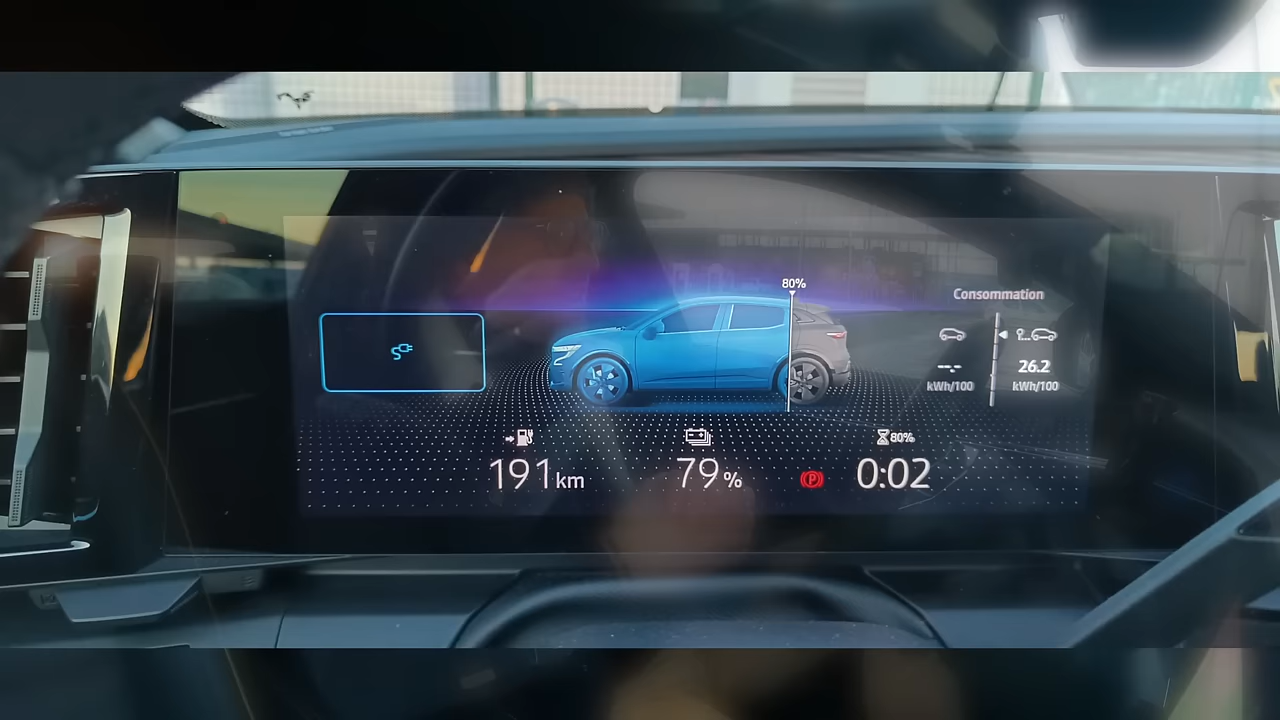 80%
Consommation
--.-
26.2
kWh/100
kWh/100
80%
191 km
79 %
P
0:02